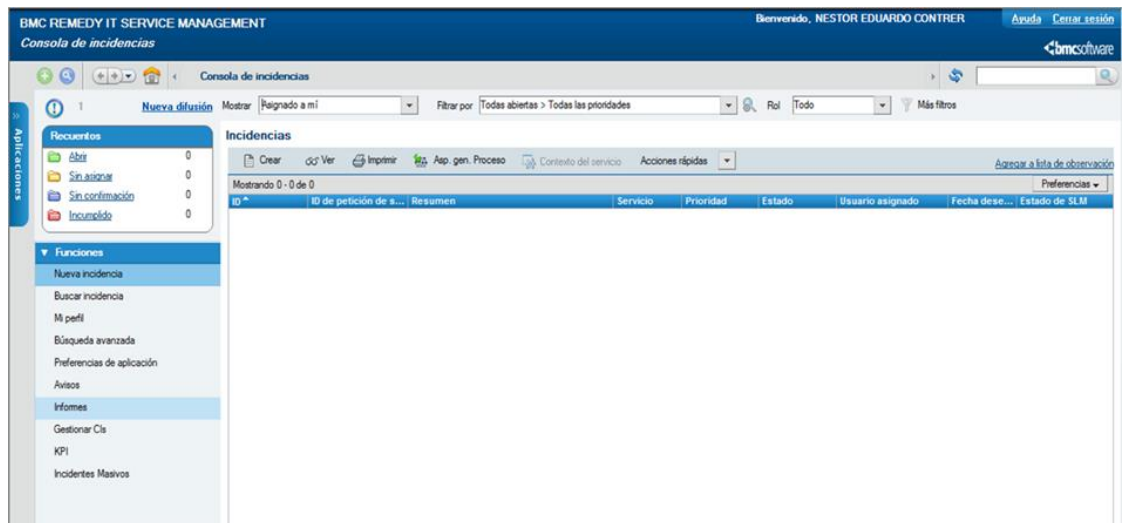 BMC REMEDY IT SERVICE MANAGEMENT
Bienvenido, NESTOR EDUARDO CONTRER
Ayuda Cerrar sesión
Consola de incidencias
bmcsoftware
Consola de incidencias
1 Nueva difusión
Mostrar Asignado a mí
Filtrar por Todas abiertas > Todas las prioridades
Rol Todo
Más filtros
Aplicaciones
Recuentos
Abrir 0
Sin asignar 0
Sin confirmación 0
Incumplido 0
Funciones
Nueva incidencia
Buscar incidencia
Mi perfil
Búsqueda avanzada
Preferencias de aplicación
Avisos
Informes
Gestionar CIs
KPI
Incidentes Masivos
Incidencias
Crear Ver Imprimir Asp. gen. Proceso Contexto del servicio Acciones rápidas
Agregar a lista de observación
Mostrando 0 - 0 de 0
Preferencias
ID ID de petición de s... Resumen Servicio Prioridad Estado Usuario asignado Fecha dese... Estado de SLM